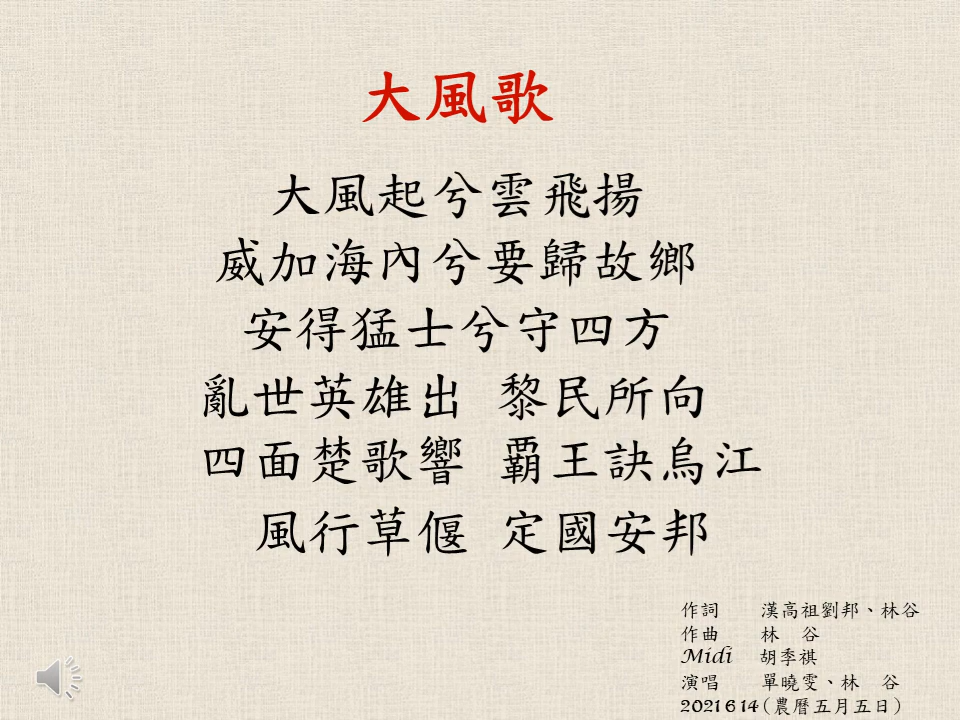 大風歌
大風起兮雲飛揚
威加海內兮要歸故鄉
安得猛士兮守四方
亂世英雄出 黎民所向
四面楚歌響 霸王訣烏江
風行草偃 定國安邦
作詞 漢高祖劉邦、林谷
作曲 林 谷
Midi 胡季祺
演唱 單曉雯、林 谷
2021 6 14(農曆五月五日)